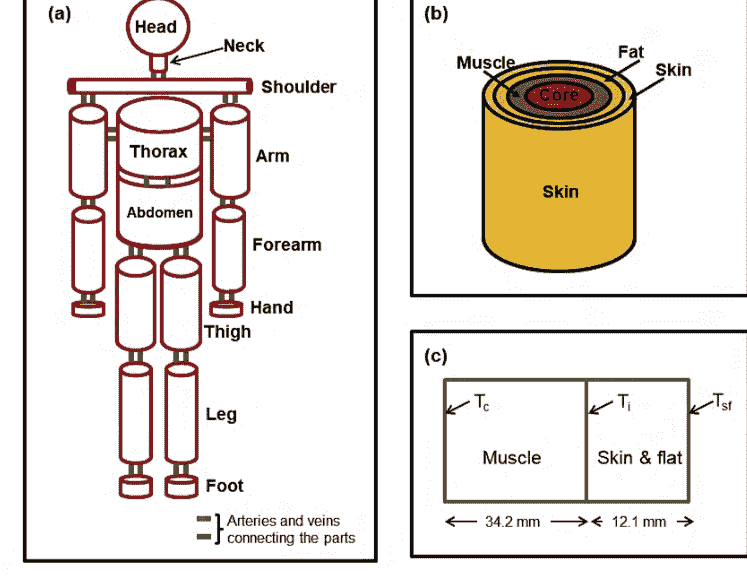 (a)
Head
Neck
Shoulder
Thorax
Arm
Abdomen
Forearm
Hand
Thigh
Leg
Foot
Arteries and veins
connecting the parts
(b)
Fat
Muscle
Skin
Core
Skin
(c)
Tc
Ti
Tsf
Muscle
Skin & flat
34.2 mm
12.1 mm